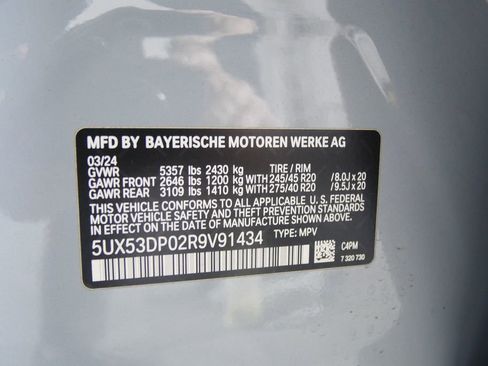 MFD BY BAYERISCHE MOTOREN WERKE AG
03/24
GVWR 5357 lbs 2430 kg TIRE / RIM
GAWR FRONT 2646 lbs 1200 kg WITH 245/45 R20 / 8.0J x 20
GAWR REAR 3109 lbs 1410 kg WITH 275/40 R20 / 9.5J x 20
THIS VEHICLE CONFORMS TO ALL APPLICABLE U. S. FEDERAL
MOTOR VEHICLE SAFETY, BUMPER, AND
THEFT PREVENTION STANDARDS
IN EFFECT ON THE DATE OF MANUFACTURE SHOWN ABOVE.
5UX53DP02R9V91434 TYPE: MPV
C4PM
7 320 730